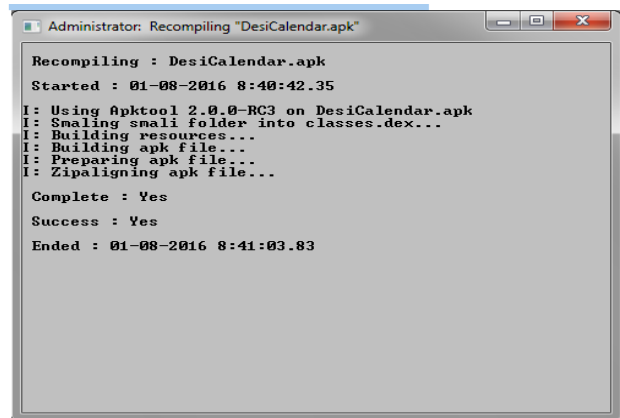 Administrator: Recompiling "DesiCalendar.apk"
Recompiling : DesiCalendar.apk
Started : 01-08-2016 8:40:42.35
I: Using Apktool 2.0.0-RC3 on DesiCalendar.apk
I: Smaling smali folder into classes.dex...
I: Building resources...
I: Building apk file...
I: Preparing apk file...
I: Zipaligning apk file...
Complete : Yes
Success : Yes
Ended : 01-08-2016 8:41:03.83